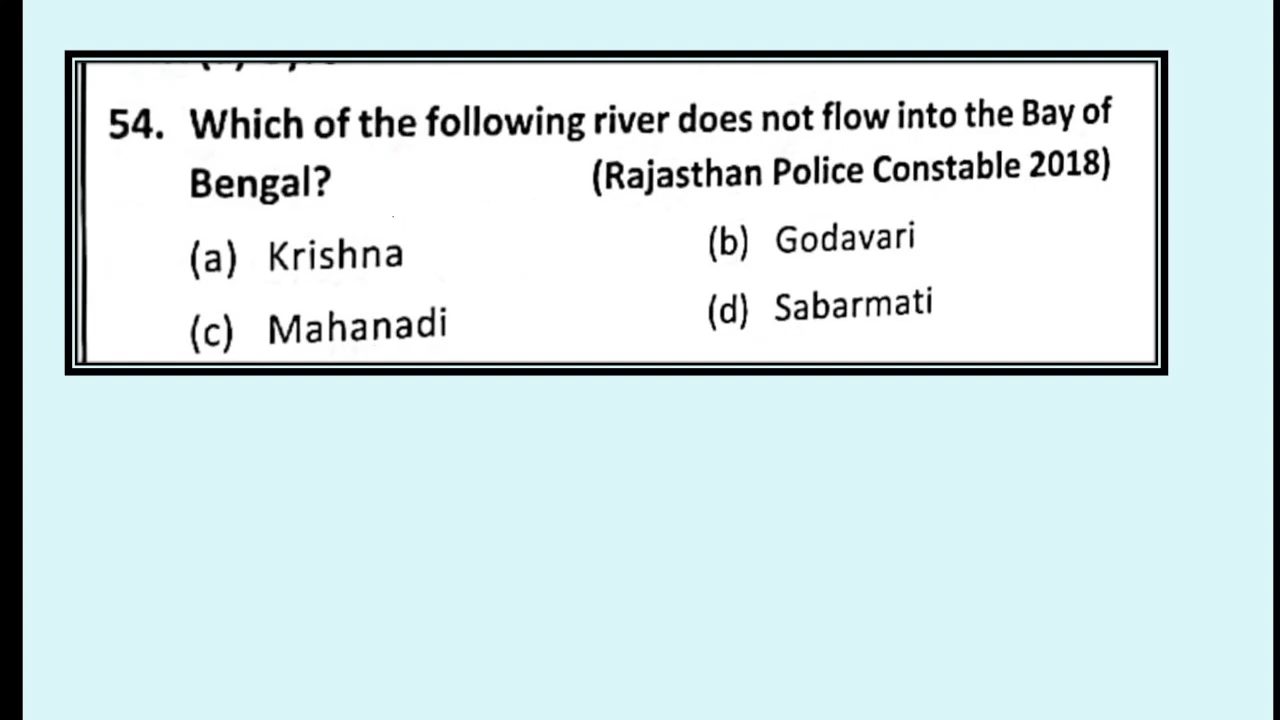 54. Which of the following river does not flow into the Bay of
Bengal? (Rajasthan Police Constable 2018)
(a) Krishna (b) Godavari
(c) Mahanadi (d) Sabarmati